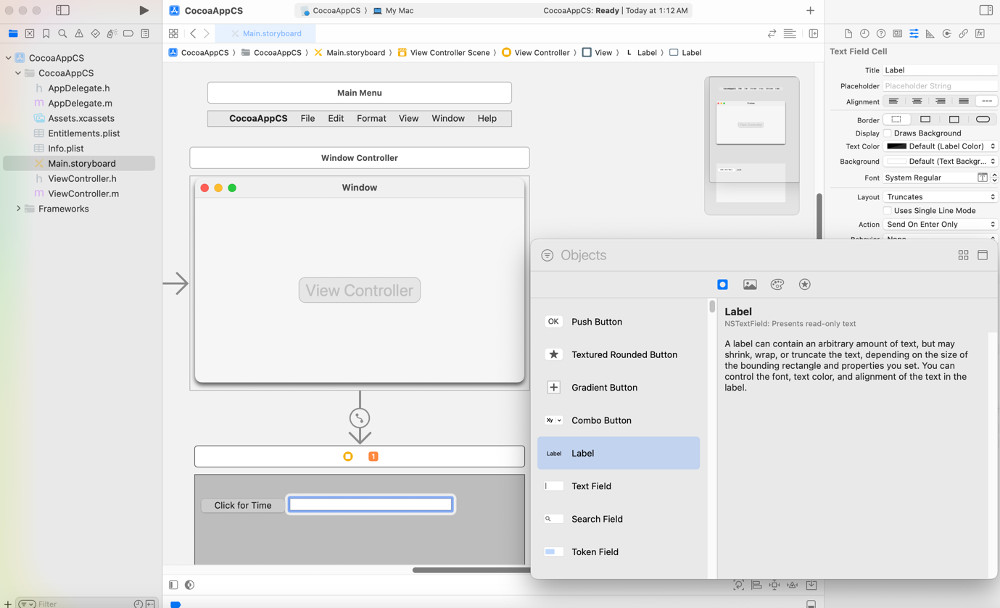 CocoaAppCS
CocoaAppCS
My Mac
CocoaAppCS: Ready | Today at 1:12 AM
Main.storyboard
CocoaAppCS
CocoaAppCS
Main.storyboard
View Controller Scene
View Controller
View
L Label
Label
CocoaAppCS
CocoaAppCS
h AppDelegate.h
m AppDelegate.m
Assets.xcassets
Entitlements.plist
Info.plist
Main.storyboard
h ViewController.h
m ViewController.m
Frameworks
Filter
Main Menu
CocoaAppCS File Edit Format View Window Help
Window Controller
Window
View Controller
1
Click for Time
Window
View Controller
Text Field Cell
Title Label
Placeholder Placeholder String
Alignment
Border
Display Draws Background
Text Color Default (Label Color)
Background Default (Text Backgr...
Font System Regular T
Layout Truncates
Uses Single Line Mode
Action Send On Enter Only
Behavior None
Objects
OK Push Button
Textured Rounded Button
Gradient Button
Xy Combo Button
Label Label
Text Field
Search Field
Token Field
Label
NSTextField: Presents read-only text
A label can contain an arbitrary amount of text, but may
shrink, wrap, or truncate the text, depending on the size of
the bounding rectangle and properties you set. You can
control the font, text color, and alignment of the text in the
label.